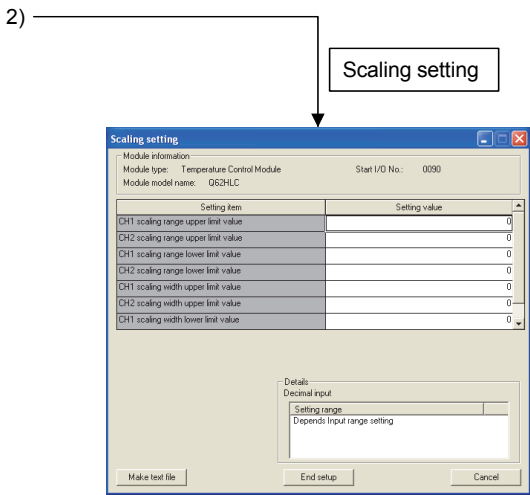 2)
Scaling setting
Scaling setting
Module information
Module type: Temperature Control Module Start I/O No.: 0090
Module model name: Q62HLC
Setting item Setting value
CH1 scaling range upper limit value 0
CH2 scaling range upper limit value 0
CH1 scaling range lower limit value 0
CH2 scaling range lower limit value 0
CH1 scaling width upper limit value 0
CH2 scaling width upper limit value 0
CH1 scaling width lower limit value 0
Details
Decimal input
Setting range
Depends Input range setting
Make text file End setup Cancel